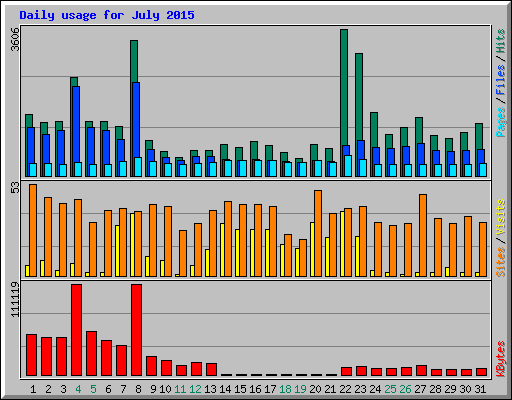 Daily usage for July 2015
3606
Pages/Files/Hits
53
Sites/Visits
111119
KBytes
1 2 3 4 5 6 7 8 9 10 11 12 13 14 15 16 17 18 19 20 21 22 23 24 25 26 27 28 29 30 31